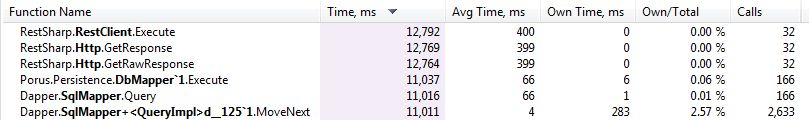 Function Name Time, ms Avg Time, ms Own Time, ms Own/Total Calls
RestSharp.RestClient.Execute 12,792 400 0 0.00 % 32
RestSharp.Http.GetResponse 12,769 399 0 0.00 % 32
RestSharp.Http.GetRawResponse 12,764 399 0 0.00 % 32
Porus.Persistence.DbMapper`1.Execute 11,037 66 6 0.06 % 166
Dapper.SqlMapper.Query 11,016 66 1 0.01 % 166
Dapper.SqlMapper+<QueryImpl>d__125`1.MoveNext 11,011 4 283 2.57 % 2,633